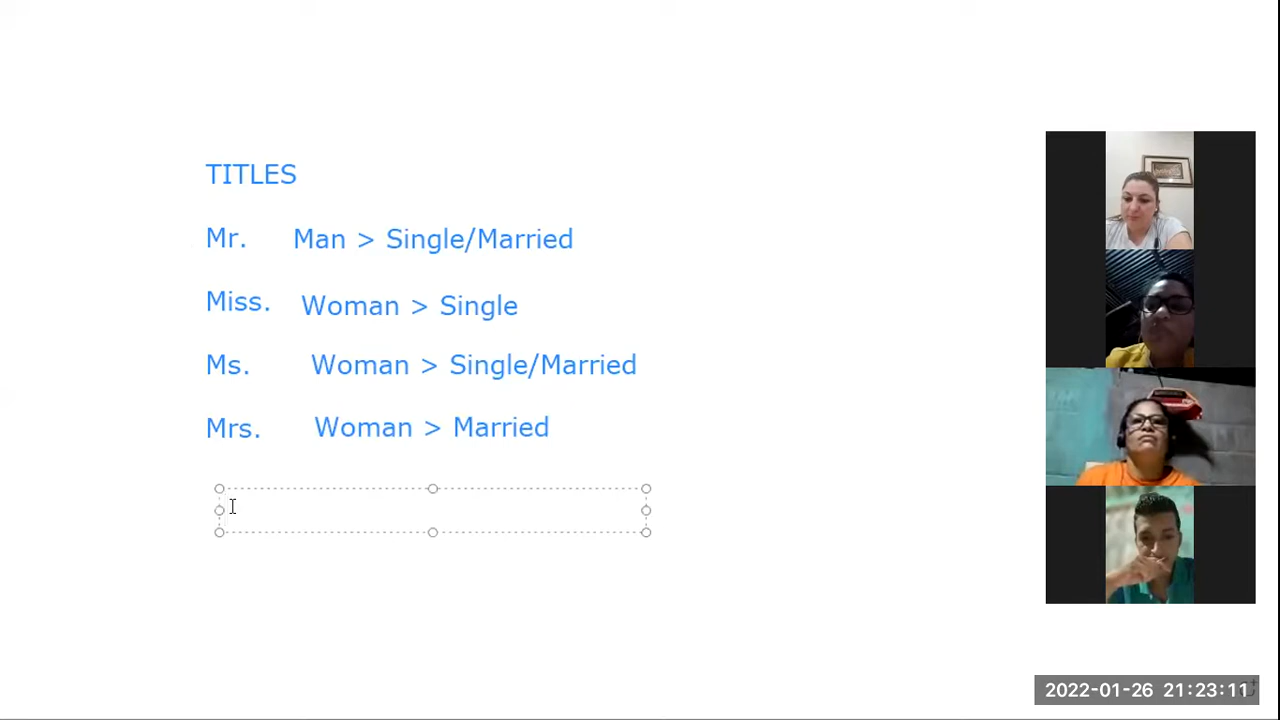 TITLES
Mr. Man > Single/Married
Miss. Woman > Single
Ms. Woman > Single/Married
Mrs. Woman > Married
2022-01-26 21:23:11